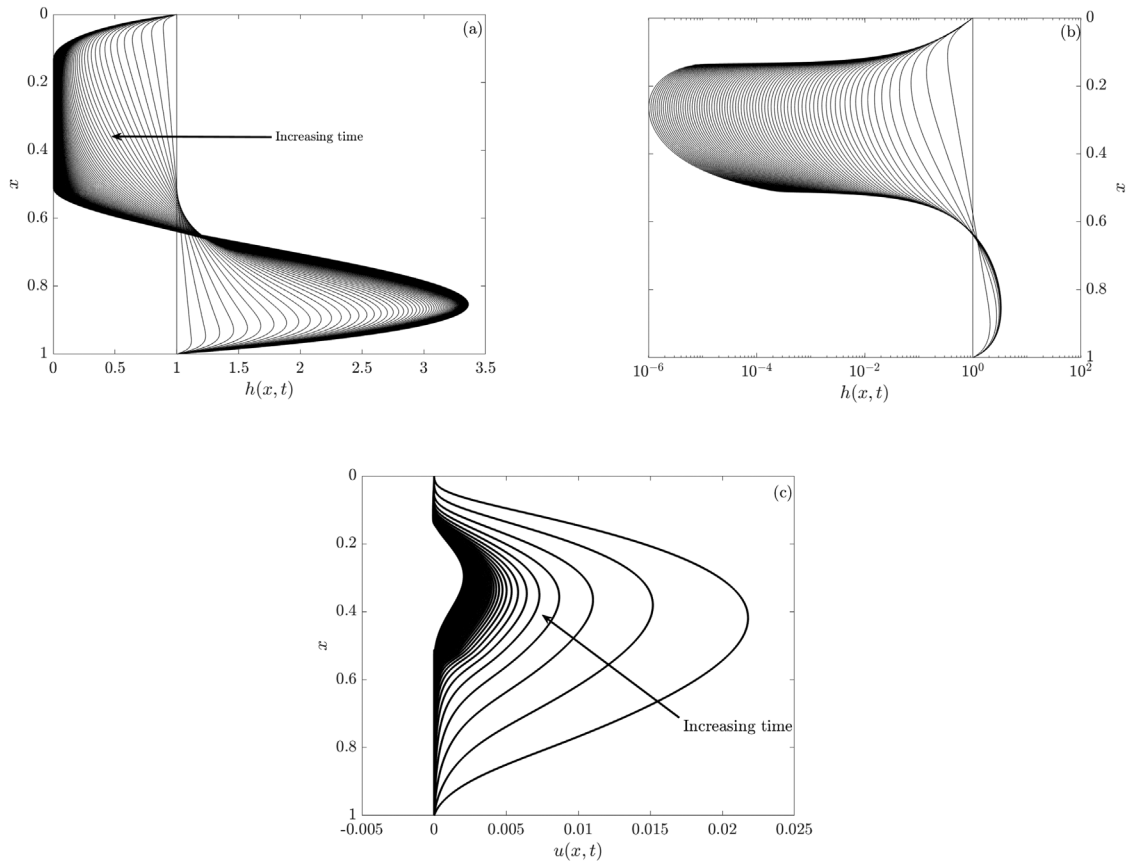 (a)
0
0.2
0.4
0.6
0.8
1
x
Increasing time
0 0.5 1 1.5 2 2.5 3 3.5
h(x, t)
(b)
0
0.2
0.4
0.6
0.8
1
x
10^-6 10^-4 10^-2 10^0 10^2
h(x, t)
(c)
0
0.2
0.4
0.6
0.8
1
x
Increasing time
-0.005 0 0.005 0.01 0.015 0.02 0.025
u(x, t)